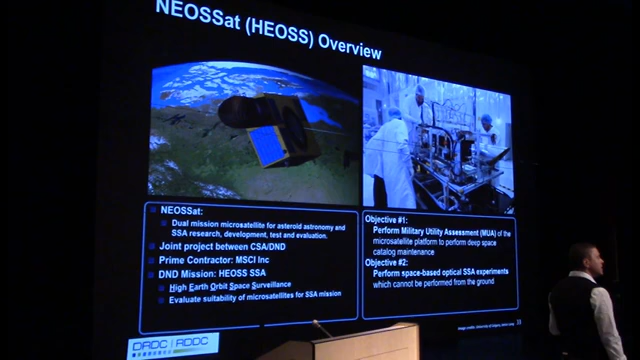 NEOSSat (HEOSS) Overview
NEOSSat:
Dual mission microsatellite for asteroid astronomy and
SSA research, development, test and evaluation.
Joint project between CSA/DND
Prime Contractor: MSCI Inc
DND Mission: HEOSS SSA
High Earth Orbit Space Surveillance
Evaluate suitability of microsatellites for SSA mission
Objective #1:
Perform Military Utility Assessment (MUA) of the
microsatellite platform to perform deep space
catalog maintenance
Objective #2:
Perform space-based optical SSA experiments
which cannot be performed from the ground
DRDC | RDDC